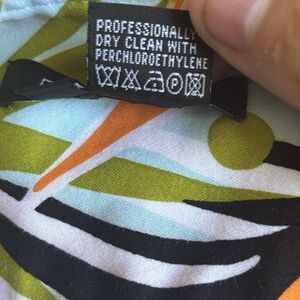 PROFESSIONALLY
DRY CLEAN WITH
PERCHLOROETHYLENE